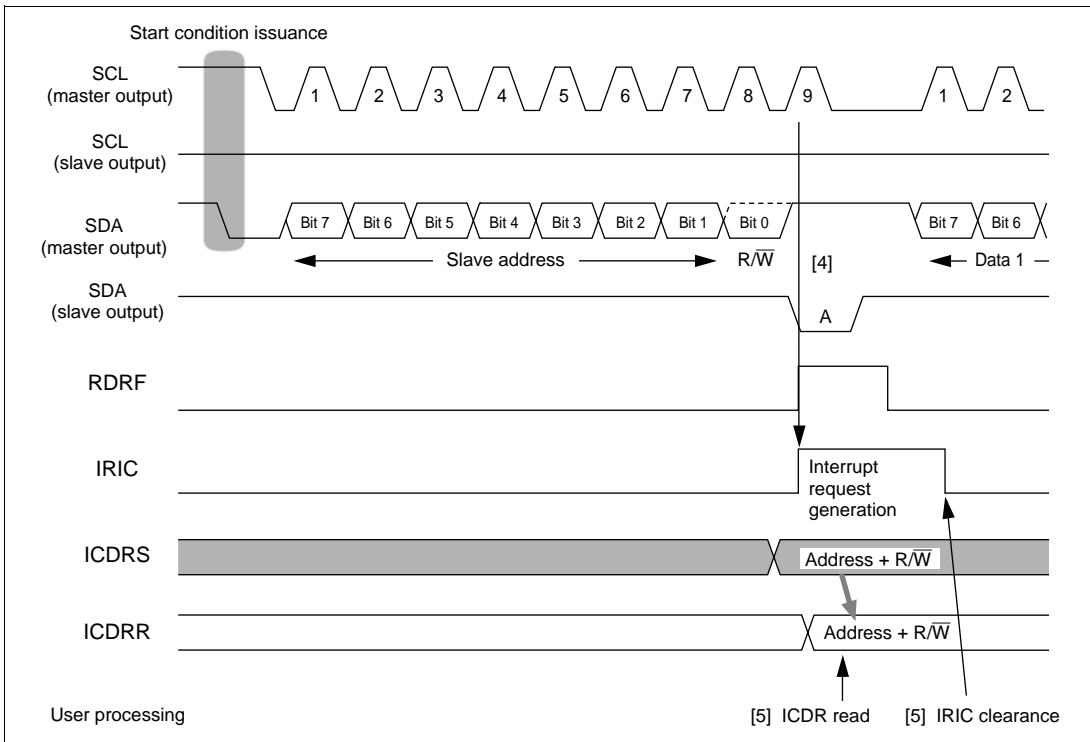 Start condition issuance
SCL
(master output)
1 2 3 4 5 6 7 8 9 1 2
SCL
(slave output)
SDA
(master output)
Bit 7 Bit 6 Bit 5 Bit 4 Bit 3 Bit 2 Bit 1 Bit 0 Bit 7 Bit 6
Slave address R/W̅ [4] Data 1
SDA
(slave output)
A
RDRF
IRIC
Interrupt
request
generation
ICDRS
Address + R/W̅
ICDRR
Address + R/W̅
User processing
[5] ICDR read
[5] IRIC clearance